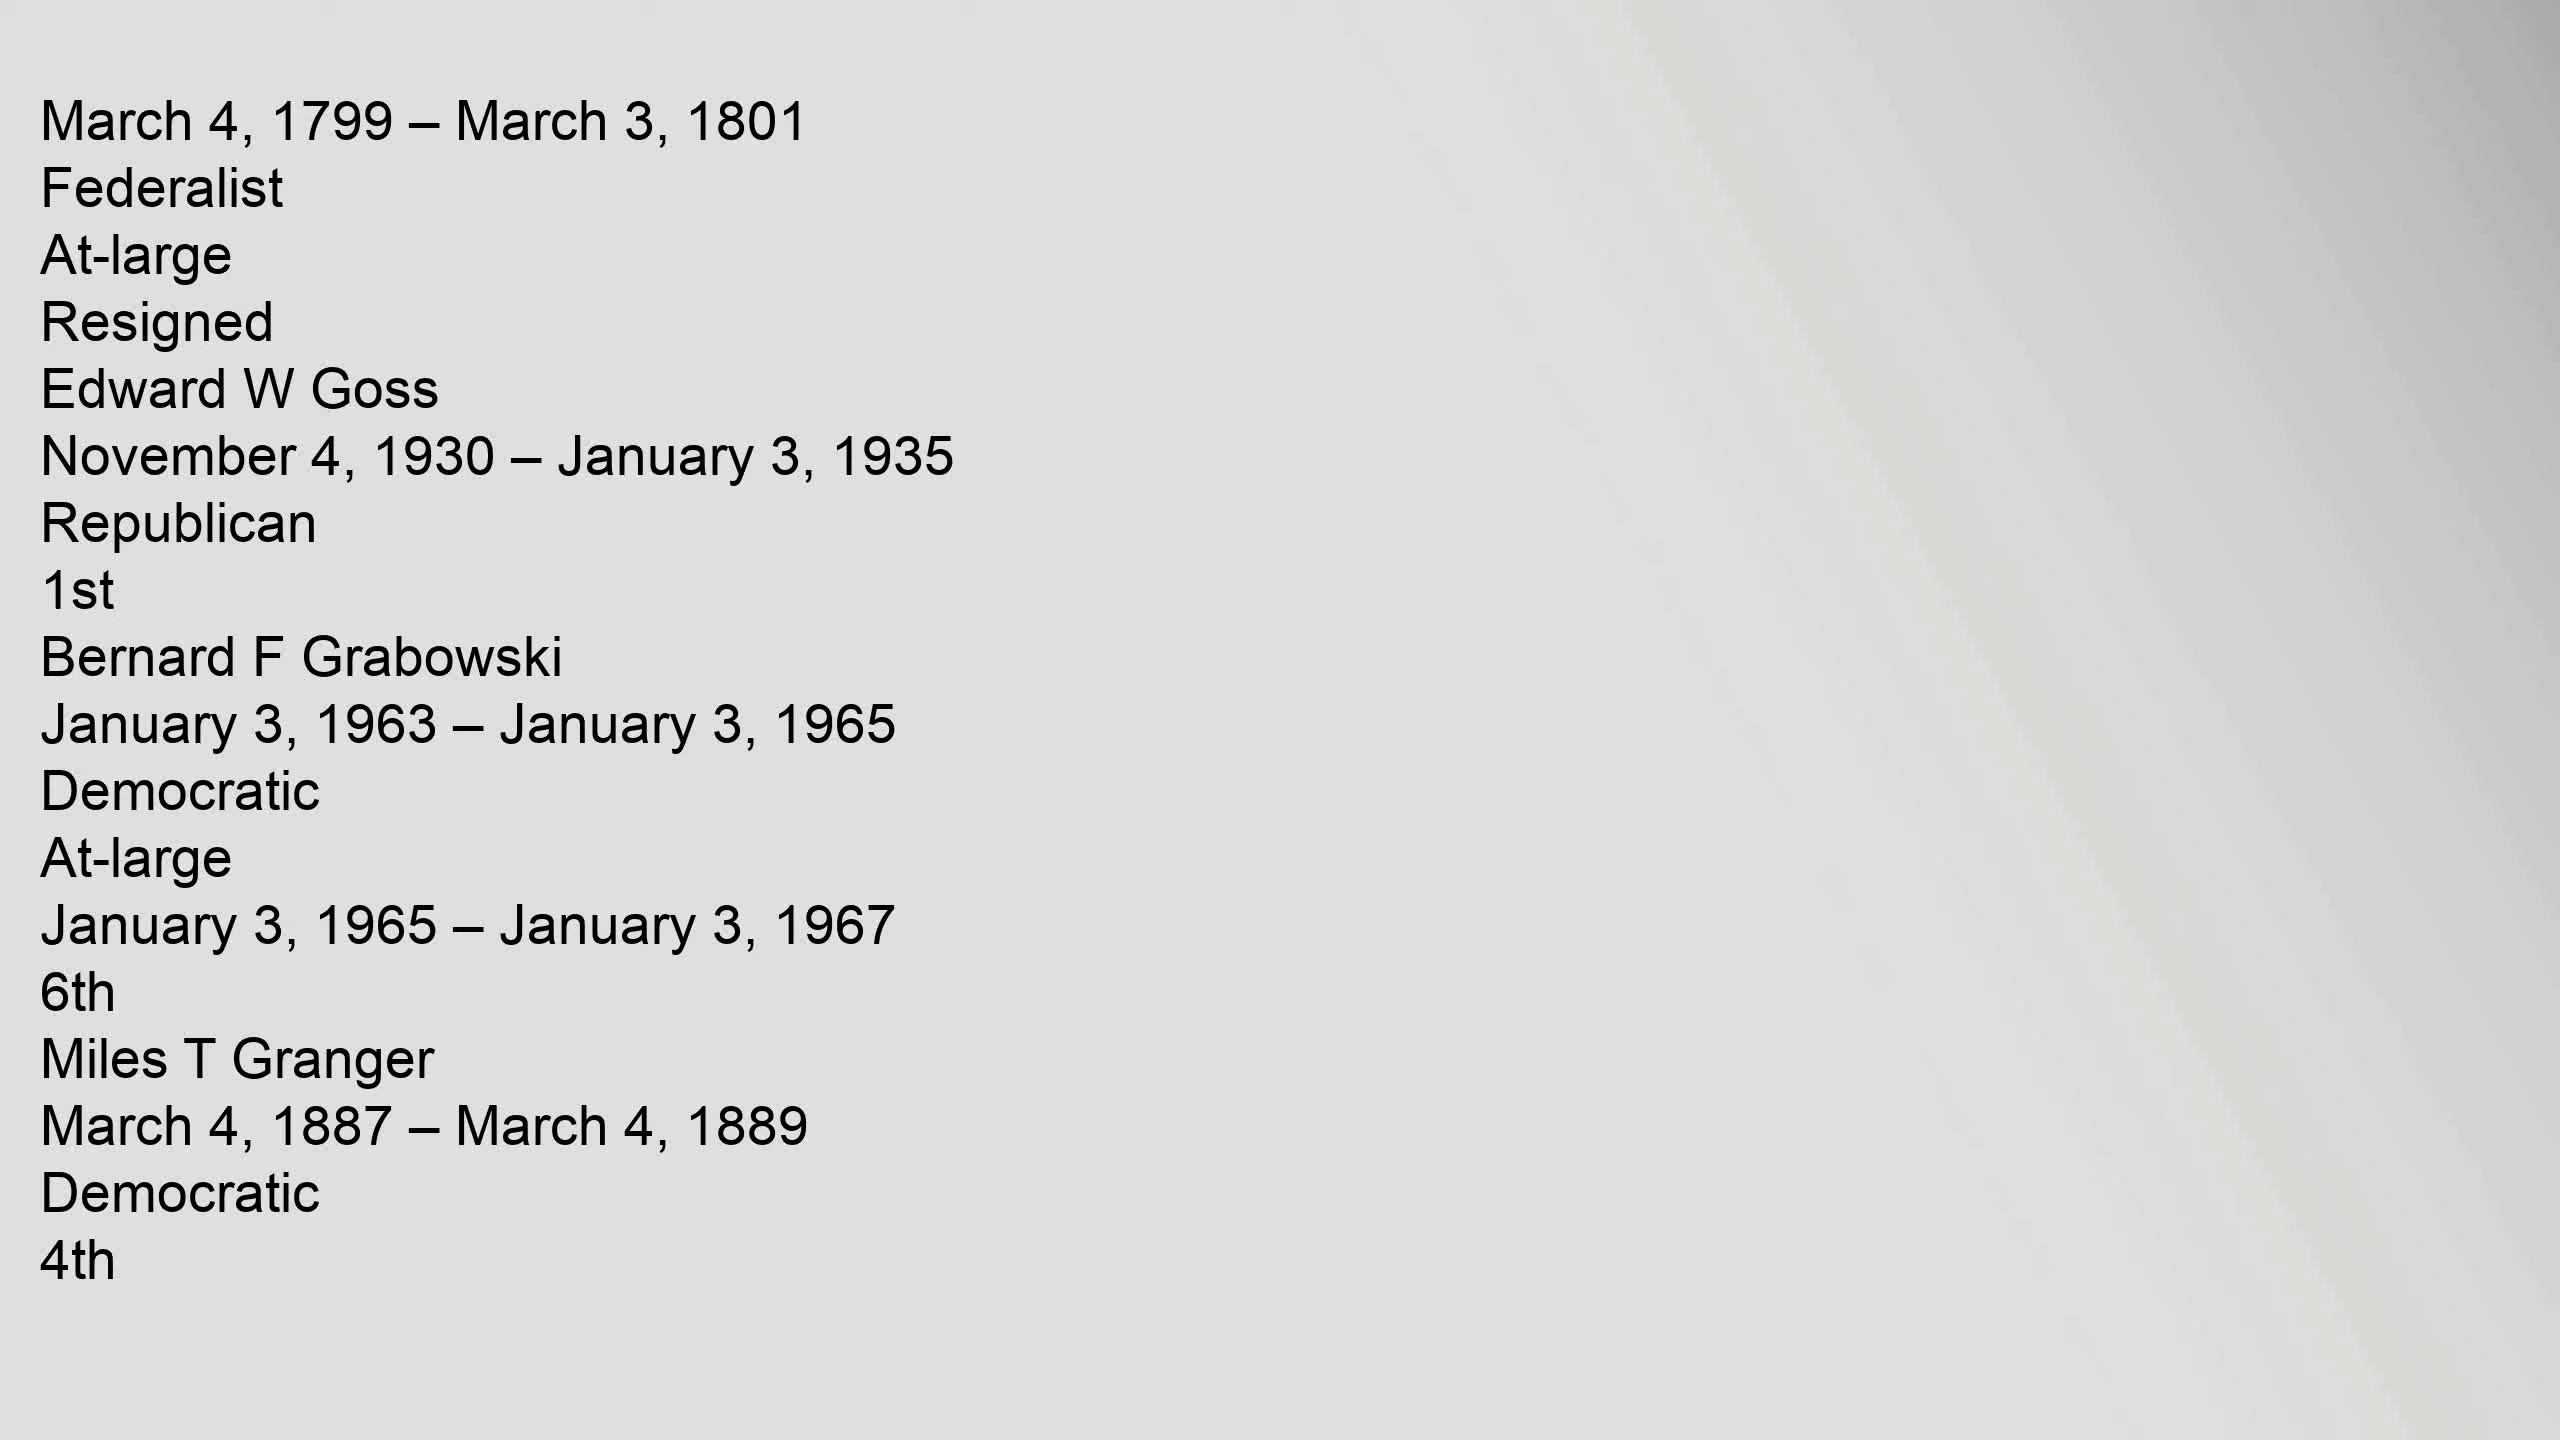 March 4, 1799 – March 3, 1801
Federalist
At-large
Resigned
Edward W Goss
November 4, 1930 – January 3, 1935
Republican
1st
Bernard F Grabowski
January 3, 1963 – January 3, 1965
Democratic
At-large
January 3, 1965 – January 3, 1967
6th
Miles T Granger
March 4, 1887 – March 4, 1889
Democratic
4th